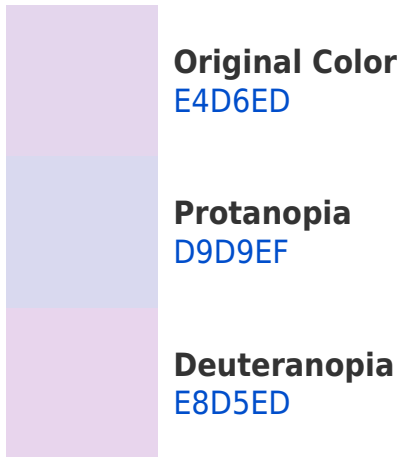 Original Color
E4D6ED
Protanopia
D9D9EF
Deuteranopia
E8D5ED